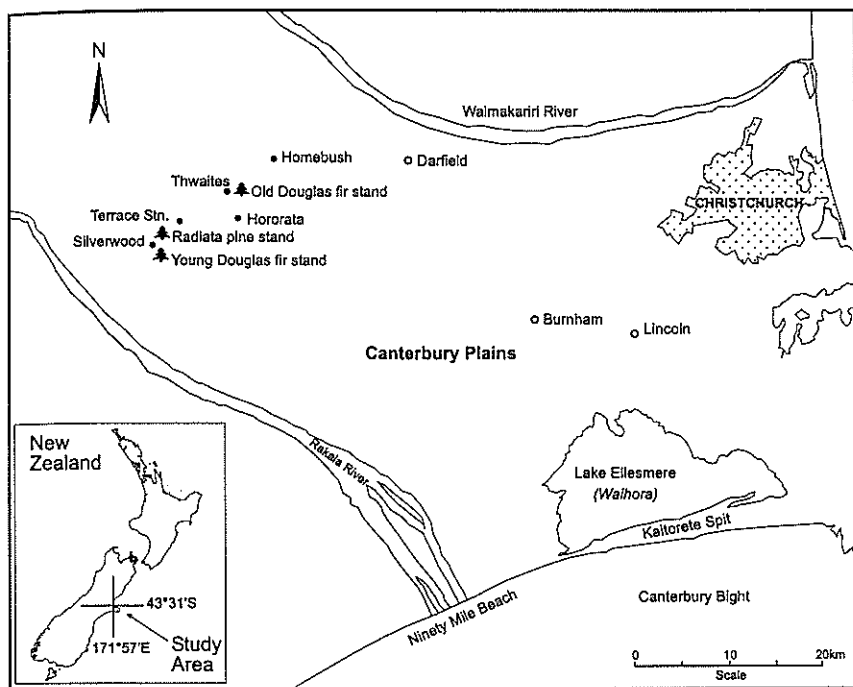 N
Waimakariri River
Homebush
Darfield
Thwaites
Old Douglas fir stand
CHRISTCHURCH
Terrace Stn.
Hororata
Radiata pine stand
Silverwood
Young Douglas fir stand
Burnham
Lincoln
Canterbury Plains
New
Zealand
Rakaia River
Lake Ellesmere
(Waihora)
Kaitorete Spit
43°31'S
171°57'E
Study
Area
Ninety Mile Beach
Canterbury Bight
0 10 20km
Scale